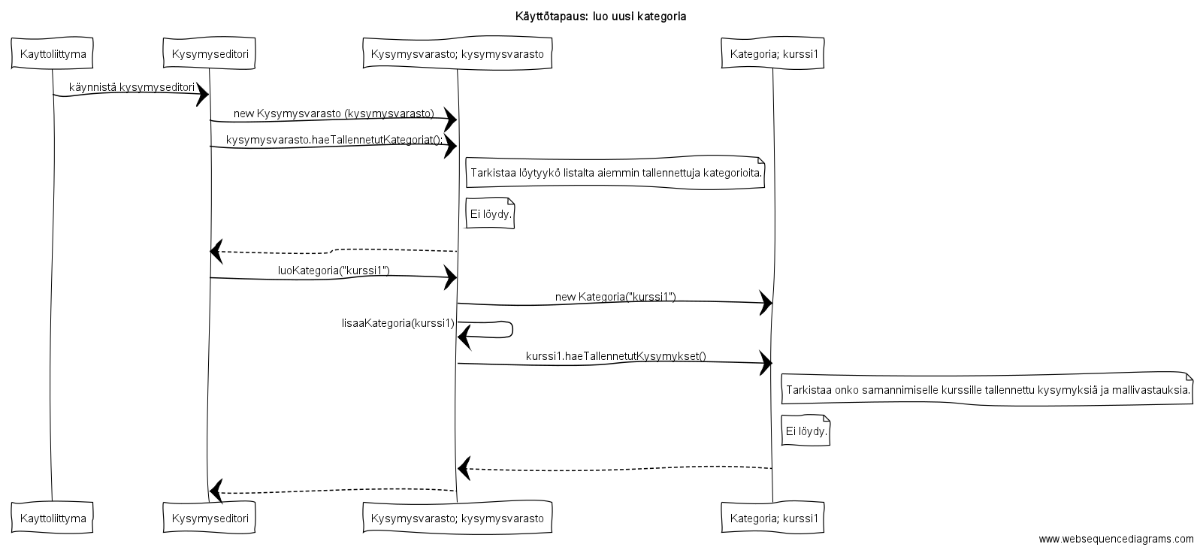 Käyttötapaus: luo uusi kategoria
Kayttoliittyma
Kysymyseditori
Kysymysvarasto; kysymysvarasto
Kategoria; kurssi1
käynnistä kysymyseditori
new Kysymysvarasto (kysymysvarasto)
kysymysvarasto.haeTallennetutKategoriat();
Tarkistaa löytyykö listalta aiemmin tallennettuja kategorioita.
Ei löydy.
luoKategoria("kurssi1")
new Kategoria("kurssi1")
lisaaKategoria(kurssi1)
kurssi1.haeTallennetutKysymykset()
Tarkistaa onko samannimiselle kurssille tallennettu kysymyksiä ja mallivastauksia.
Ei löydy.
Kayttoliittyma
Kysymyseditori
Kysymysvarasto; kysymysvarasto
Kategoria; kurssi1
www.websequencediagrams.com